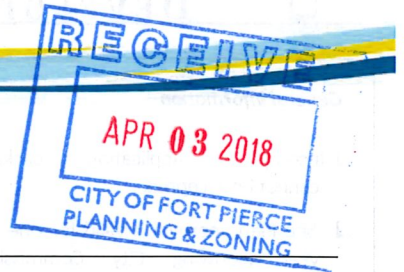 RECEIVE
APR 03 2018
CITY OF FORT PIERCE
PLANNING & ZONING